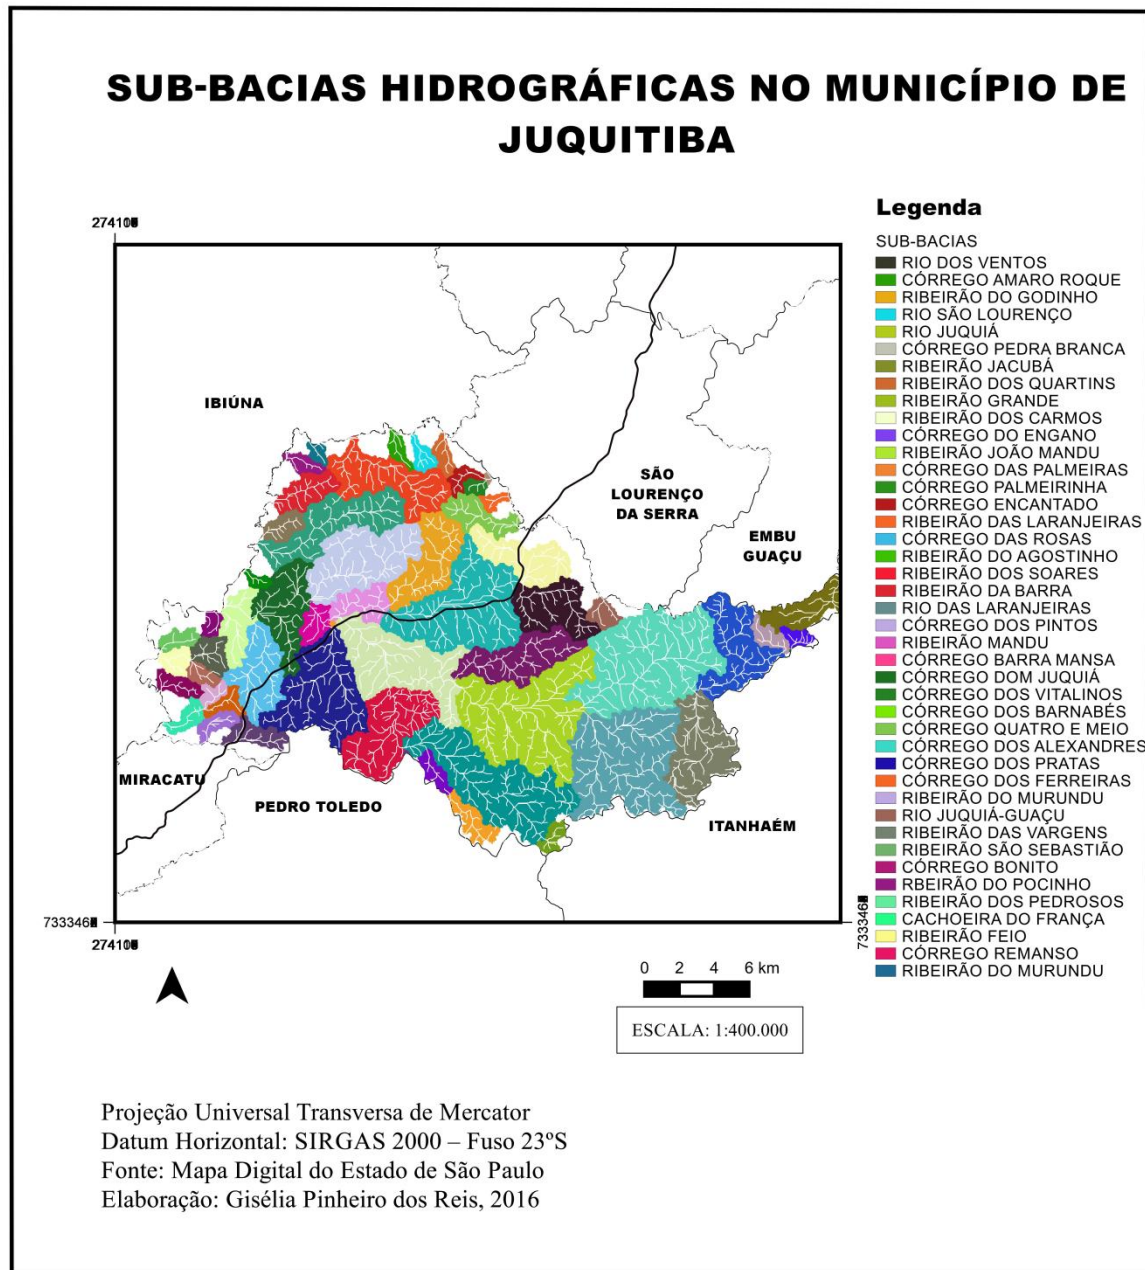 SUB-BACIAS HIDROGRÁFICAS NO MUNICÍPIO DE
JUQUITIBA
Legenda
SUB-BACIAS
RIO DOS VENTOS
CÓRREGO AMARO ROQUE
RIBEIRÃO DO GODINHO
RIO SÃO LOURENÇO
RIO JUQUIÁ
CÓRREGO PEDRA BRANCA
RIBEIRÃO JACUBÁ
RIBEIRÃO DOS QUARTINS
RIBEIRÃO GRANDE
RIBEIRÃO DOS CARMOS
CÓRREGO DO ENGANO
RIBEIRÃO JOÃO MANDU
CÓRREGO DAS PALMEIRAS
CÓRREGO PALMEIRINHA
CÓRREGO ENCANTADO
RIBEIRÃO DAS LARANJEIRAS
CÓRREGO DAS ROSAS
RIBEIRÃO DO AGOSTINHO
RIBEIRÃO DOS SOARES
RIBEIRÃO DA BARRA
RIO DAS LARANJEIRAS
CÓRREGO DOS PINTOS
RIBEIRÃO MANDU
CÓRREGO BARRA MANSA
CÓRREGO DOM JUQUIÁ
CÓRREGO DOS VITALINOS
CÓRREGO DOS BARNABÉS
CÓRREGO QUATRO E MEIO
CÓRREGO DOS ALEXANDRES
CÓRREGO DOS PRATAS
CÓRREGO DOS FERREIRAS
RIBEIRÃO DO MURUNDU
RIO JUQUIÁ-GUAÇU
RIBEIRÃO DAS VARGENS
RIBEIRÃO SÃO SEBASTIÃO
CÓRREGO BONITO
RBEIRÃO DO POCINHO
RIBEIRÃO DOS PEDROSOS
CACHOEIRA DO FRANÇA
RIBEIRÃO FEIO
CÓRREGO REMANSO
RIBEIRÃO DO MURUNDU
IBIÚNA
SÃO
LOURENÇO
DA SERRA
EMBU
GUAÇU
MIRACATU
PEDRO TOLEDO
ITANHAÉM
0 2 4 6 km
ESCALA: 1:400.000
Projeção Universal Transversa de Mercator
Datum Horizontal: SIRGAS 2000 – Fuso 23ºS
Fonte: Mapa Digital do Estado de São Paulo
Elaboração: Gisélia Pinheiro dos Reis, 2016